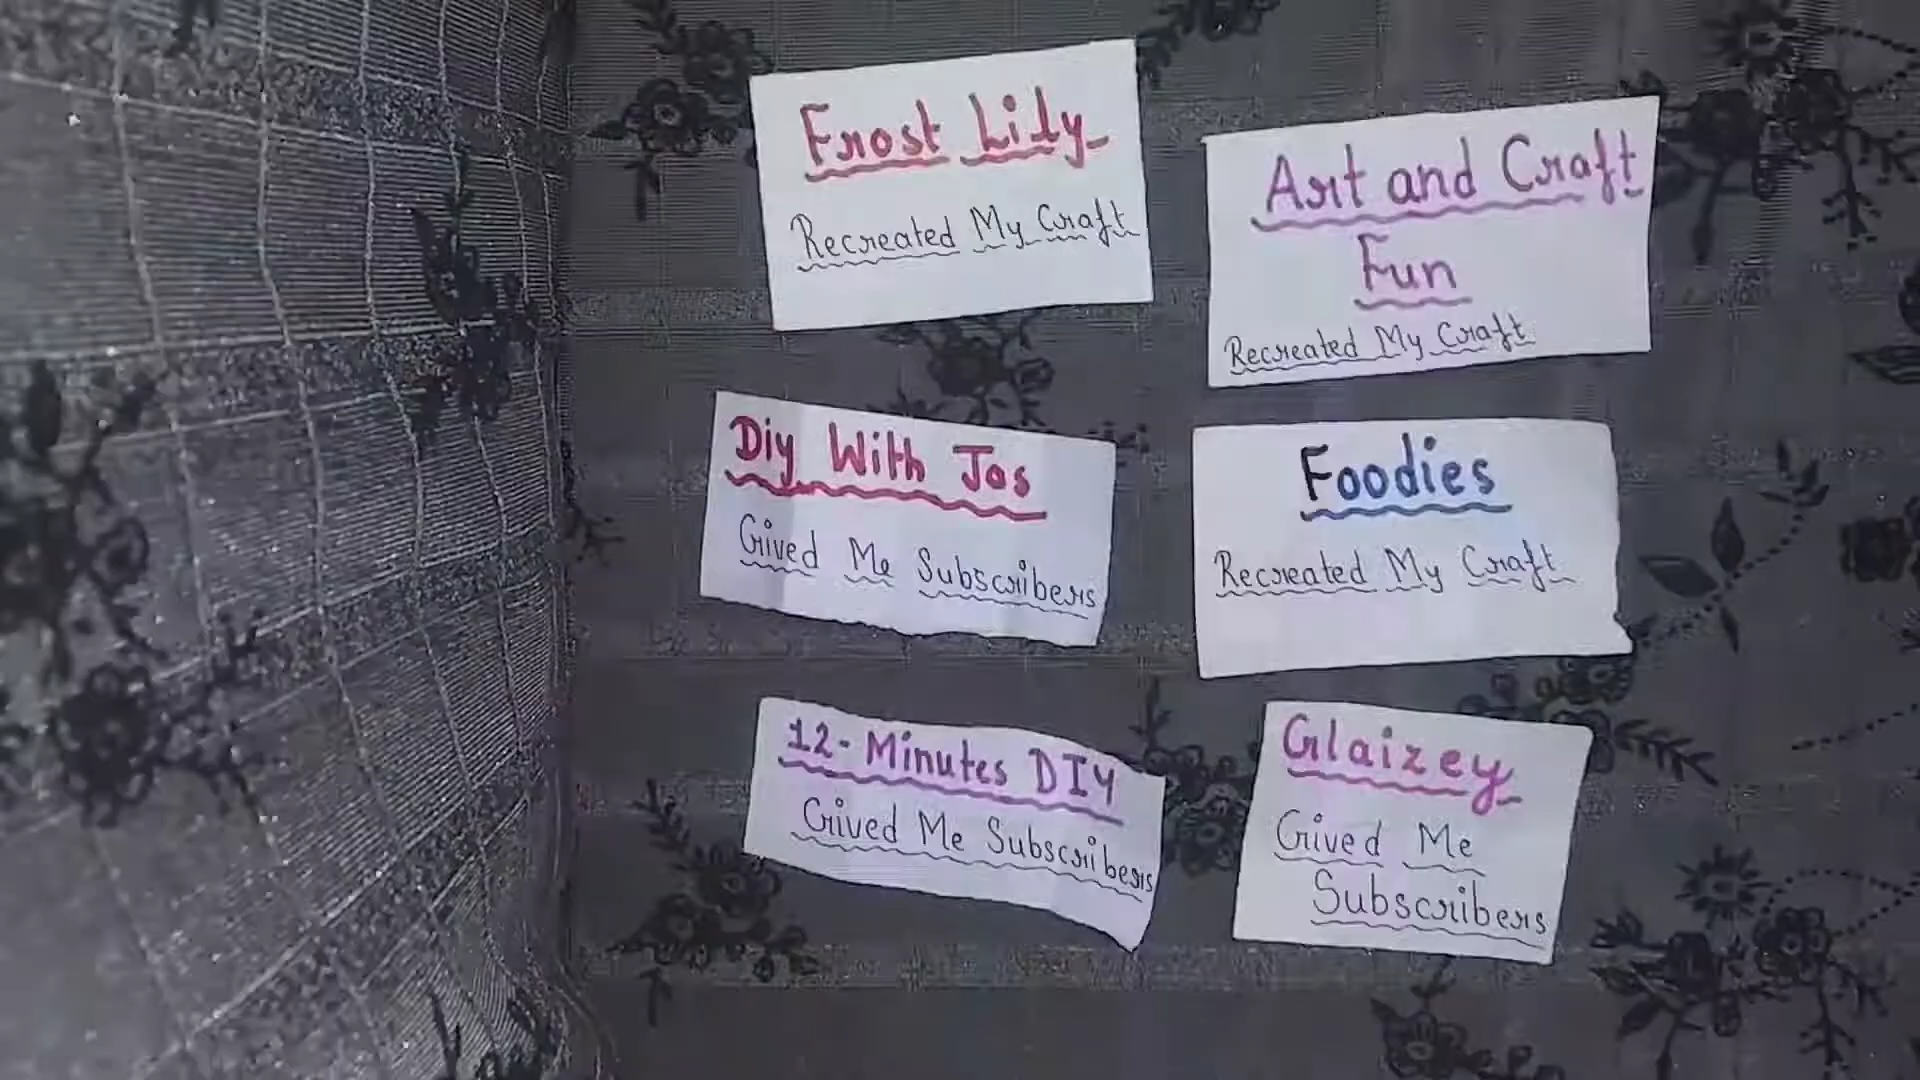 Frost Lily
Recreated My Craft
Art and Craft
Fun
Recreated My Craft
Diy With Jas
Gived Me Subscribers
Foodies
Recreated My Craft
12-Minutes DIY
Gived Me Subscribers
Glaizey
Gived Me
Subscribers